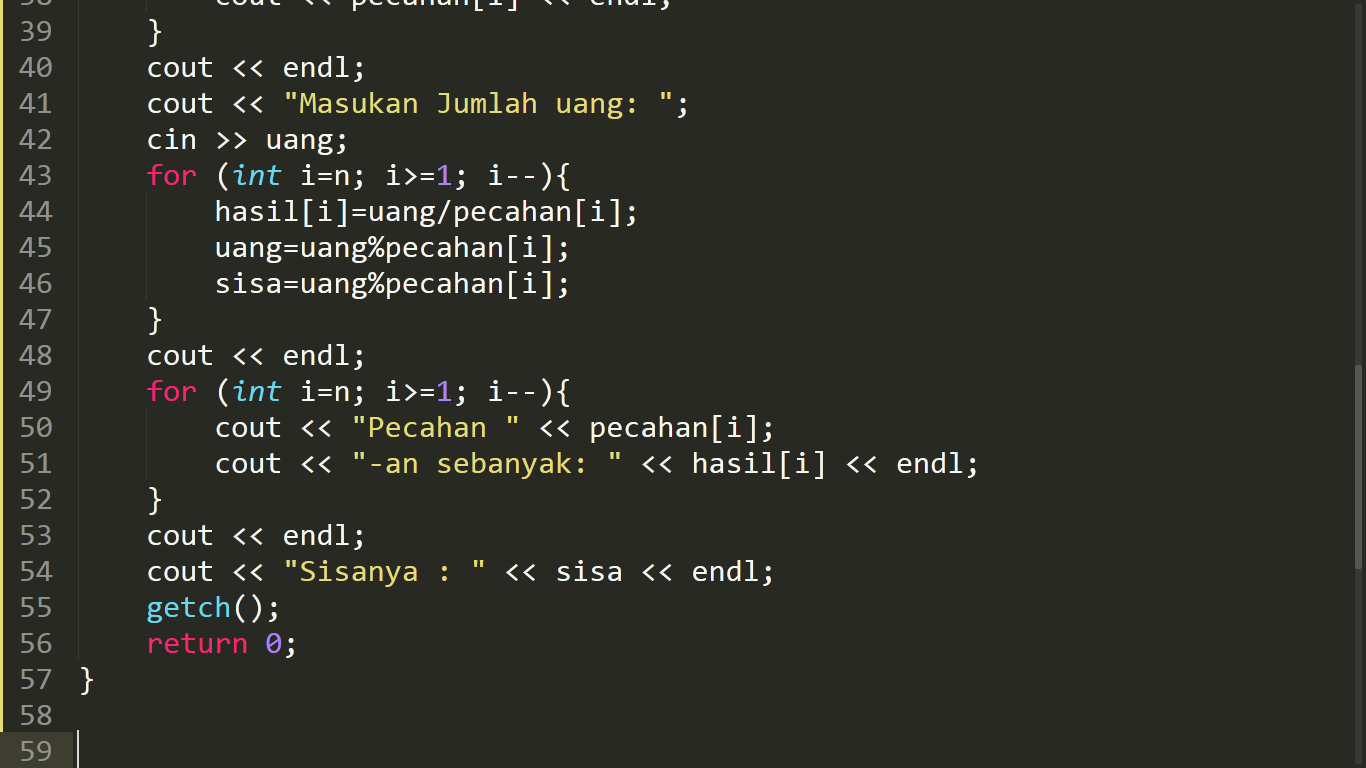 38 cout << pecahan[i] << endl;
39 }
40 cout << endl;
41 cout << "Masukan Jumlah uang: ";
42 cin >> uang;
43 for (int i=n; i>=1; i--){
44 hasil[i]=uang/pecahan[i];
45 uang=uang%pecahan[i];
46 sisa=uang%pecahan[i];
47 }
48 cout << endl;
49 for (int i=n; i>=1; i--){
50 cout << "Pecahan " << pecahan[i];
51 cout << "-an sebanyak: " << hasil[i] << endl;
52 }
53 cout << endl;
54 cout << "Sisanya : " << sisa << endl;
55 getch();
56 return 0;
57 }
58
59